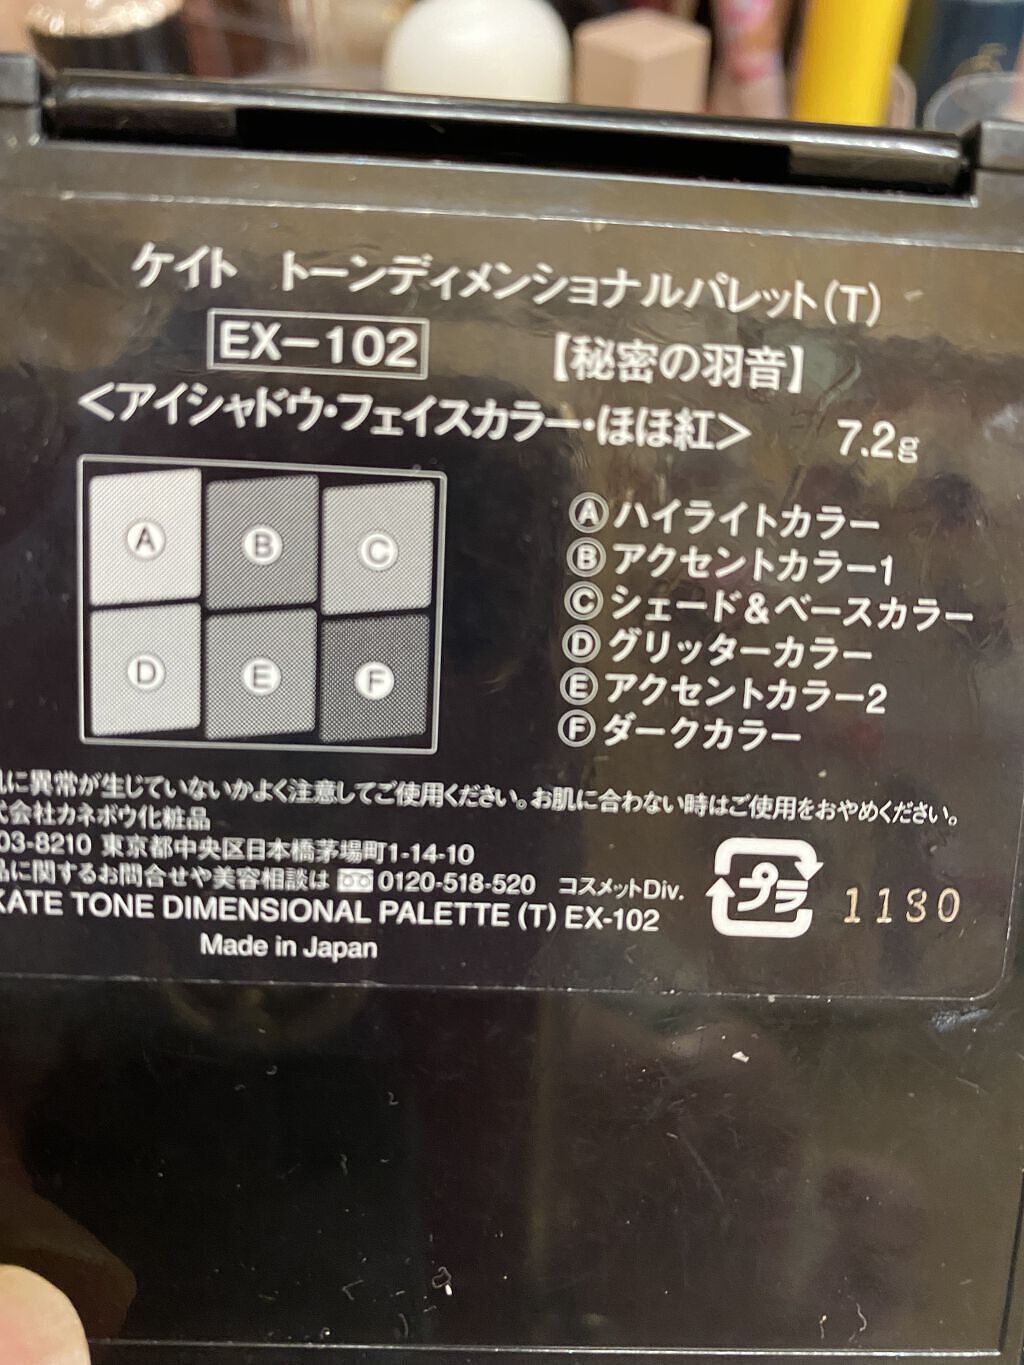 ケイト トーンディメンショナルパレット(T)
EX-102 【秘密の羽音】
<アイシャドウ・フェイスカラー・ほほ紅> 7.2g
A B C
D E F
Ⓐハイライトカラー
Ⓑアクセントカラー1
Ⓒシェード&ベースカラー
Ⓓグリッターカラー
Ⓔアクセントカラー2
Ⓕダークカラー
に異常が生じていないかよく注意してご使用ください。お肌に合わない時はご使用をおやめください。
式会社カネボウ化粧品
03-8210 東京都中央区日本橋茅場町1-14-10
品に関するお問合せや美容相談は 0120-518-520 コスメットDiv.
KATE TONE DIMENSIONAL PALETTE (T) EX-102
Made in Japan
プラ 1130